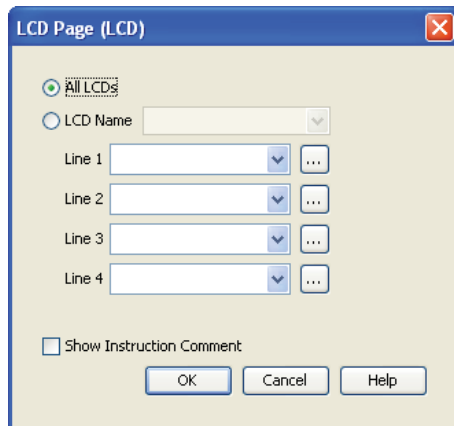 LCD Page (LCD)
All LCDs
LCD Name
Line 1 ...
Line 2 ...
Line 3 ...
Line 4 ...
Show Instruction Comment
OK Cancel Help